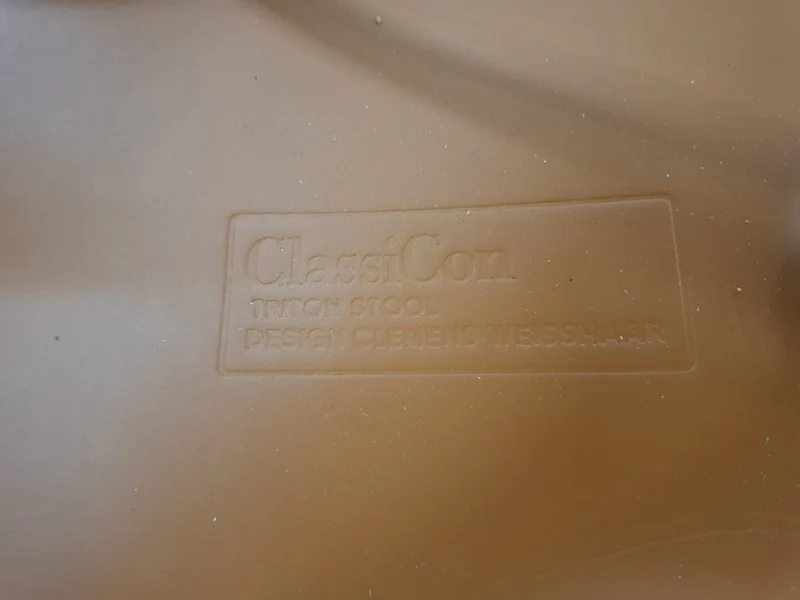 ClassiCon
TRITON STOOL
DESIGN CLEMENS WEISSHAAR